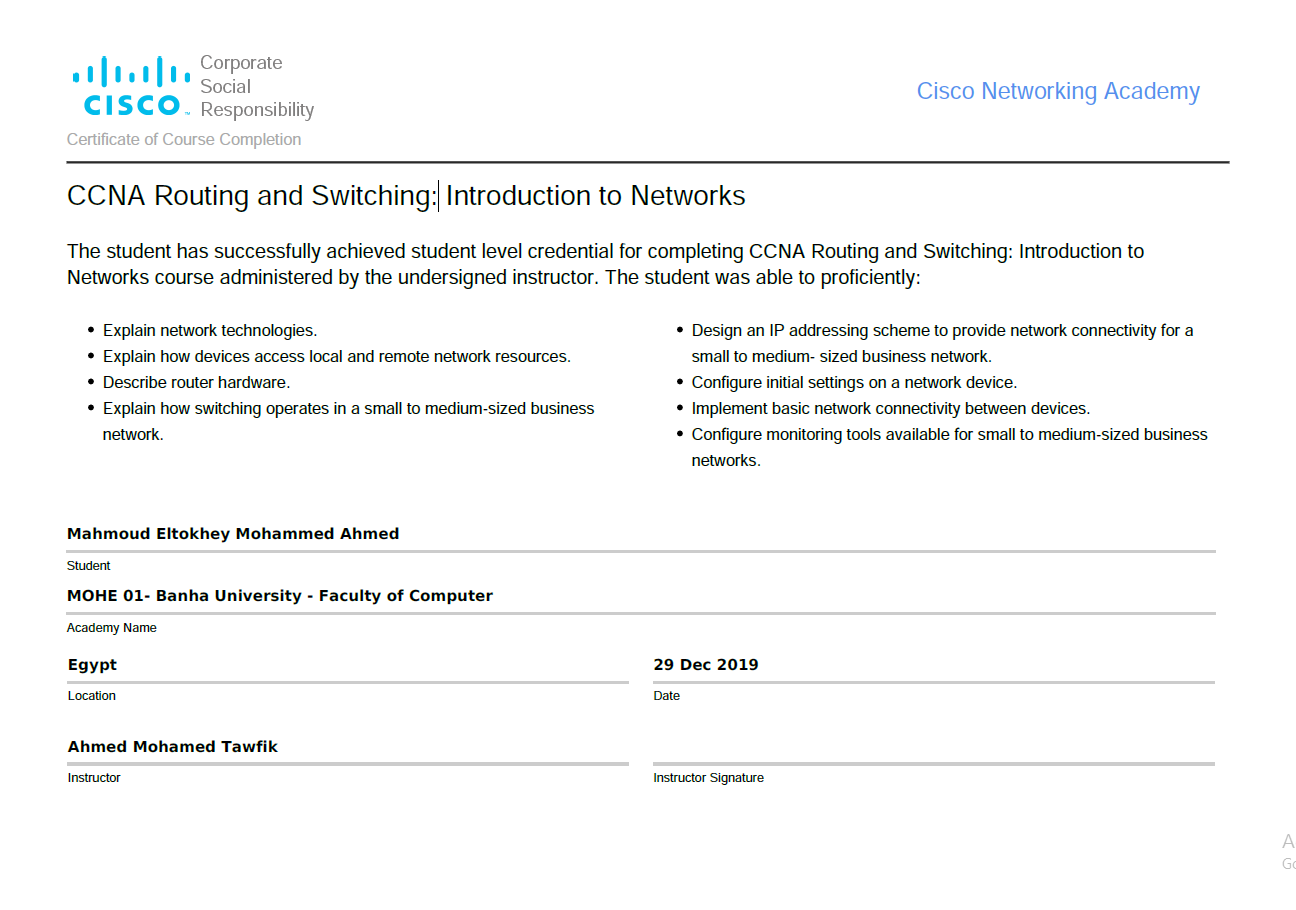 Corporate
Social
Responsibility
CISCO™
Cisco Networking Academy
Certificate of Course Completion
CCNA Routing and Switching: Introduction to Networks
The student has successfully achieved student level credential for completing CCNA Routing and Switching: Introduction to
Networks course administered by the undersigned instructor. The student was able to proficiently:
• Explain network technologies.
• Explain how devices access local and remote network resources.
• Describe router hardware.
• Explain how switching operates in a small to medium-sized business
network.
• Design an IP addressing scheme to provide network connectivity for a
small to medium- sized business network.
• Configure initial settings on a network device.
• Implement basic network connectivity between devices.
• Configure monitoring tools available for small to medium-sized business
networks.
Mahmoud Eltokhey Mohammed Ahmed
Student
MOHE 01- Banha University - Faculty of Computer
Academy Name
Egypt
Location
29 Dec 2019
Date
Ahmed Mohamed Tawfik
Instructor
Instructor Signature